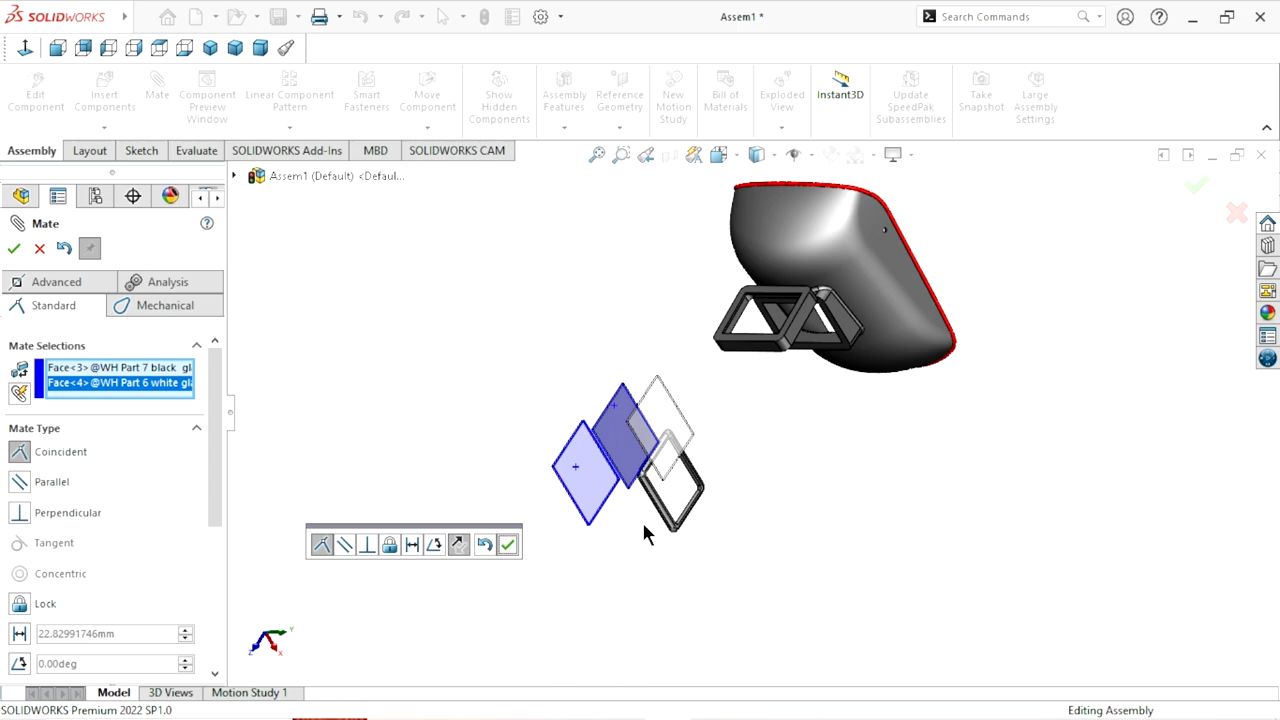 SOLIDWORKS
Assem1 *
Search Commands
Edit Component
Insert Components
Mate
Component Preview Window
Linear Component Pattern
Smart Fasteners
Move Component
Show Hidden Components
Assembly Features
Reference Geometry
New Motion Study
Bill of Materials
Exploded View
Instant3D
Update SpeedPak Subassemblies
Take Snapshot
Large Assembly Settings
Assembly
Layout
Sketch
Evaluate
SOLIDWORKS Add-Ins
MBD
SOLIDWORKS CAM
Assem1 (Default) <Defaul...
Mate
Advanced
Analysis
Standard
Mechanical
Mate Selections
Face<3>@WH Part 7 black gl
Face<4>@WH Part 6 white gla
Mate Type
Coincident
Parallel
Perpendicular
Tangent
Concentric
Lock
22.82991746mm
0.00deg
Y
Z
X
Model
3D Views
Motion Study 1
SOLIDWORKS Premium 2022 SP1.0
Editing Assembly